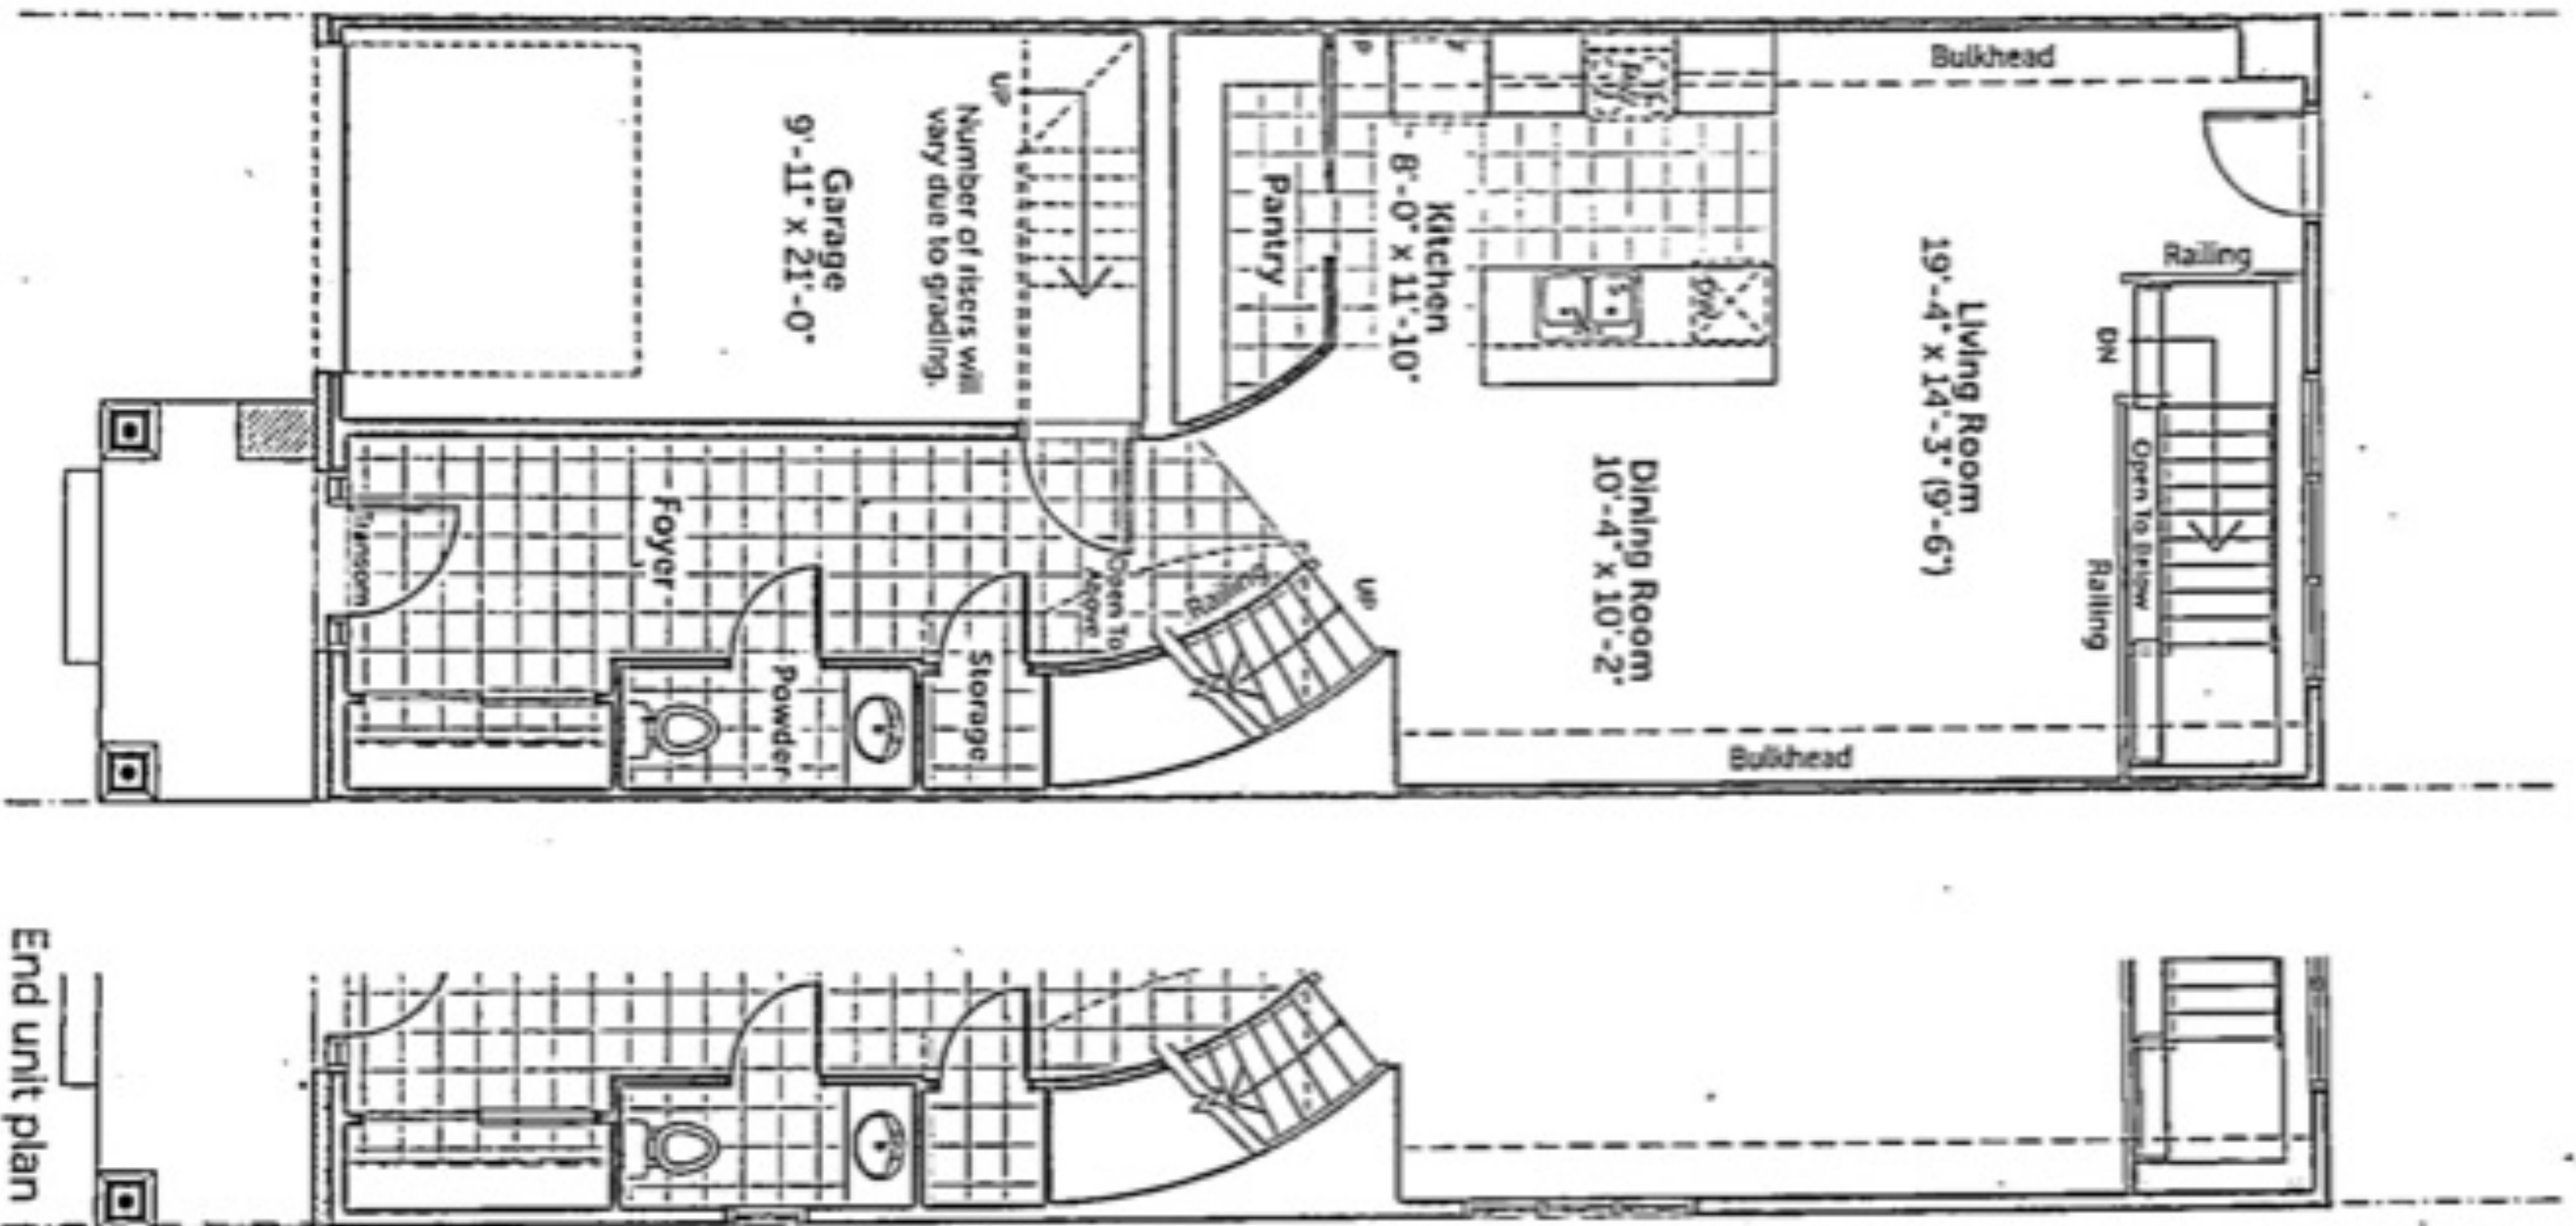 Bulkhead
UP
Number of risers will
vary due to grading.
Garage
9'-11" x 21'-0"
Pantry
Kitchen
8'-0" x 11'-10"
DW
Living Room
19'-4" x 14'-3" (9'-6")
Railing
DN
Open To Below
Railing
Dining Room
10'-4" x 10'-2"
Foyer
Transom
Open To
Above
Railing
UP
Powder
Storage
Bulkhead
End unit plan